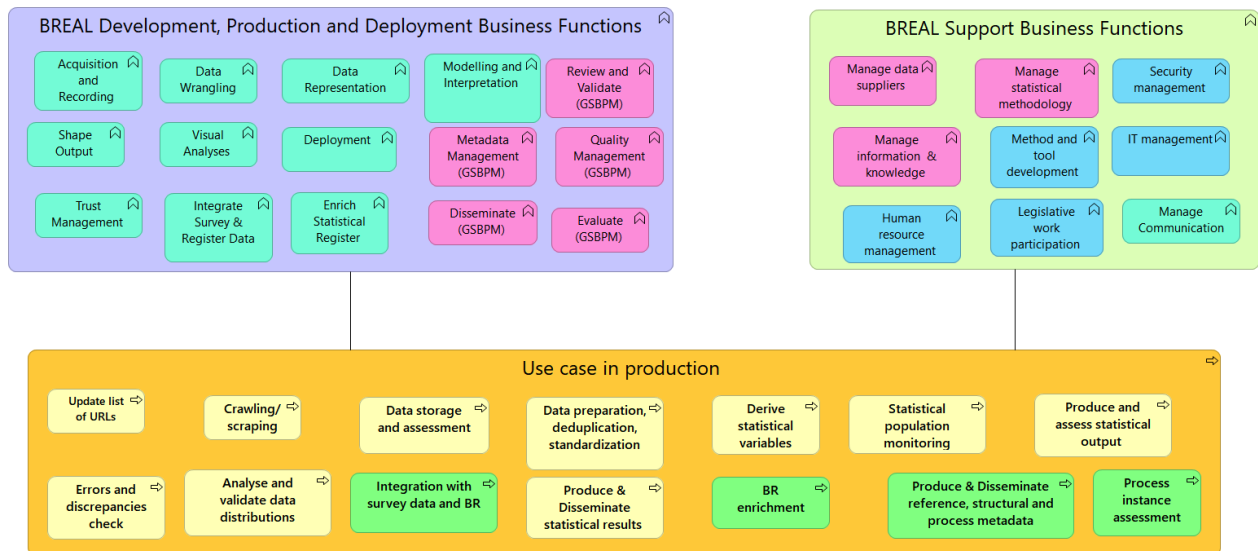 BREAL Development, Production and Deployment Business Functions
Acquisition
and
Recording
Data
Wrangling
Data
Representation
Modelling and
Interpretation
Review and
Validate
(GSBPM)
Shape
Output
Visual
Analyses
Deployment
Metadata
Management
(GSBPM)
Quality
Management
(GSBPM)
Trust
Management
Integrate
Survey &
Register Data
Enrich
Statistical
Register
Disseminate
(GSBPM)
Evaluate
(GSBPM)
BREAL Support Business Functions
Manage data
suppliers
Manage
statistical
methodology
Security
management
Manage
information &
knowledge
Method and
tool
development
IT management
Human
resource
management
Legislative
work
participation
Manage
Communication
Use case in production
Update list
of URLs
Crawling/
scraping
Data storage
and assessment
Data preparation,
deduplication,
standardization
Derive
statistical
variables
Statistical
population
monitoring
Produce and
assess statistical
output
Errors and
discrepancies
check
Analyse and
validate data
distributions
Integration with
survey data and BR
Produce &
Disseminate
statistical results
BR
enrichment
Produce & Disseminate
reference, structural and
process metadata
Process
instance
assessment